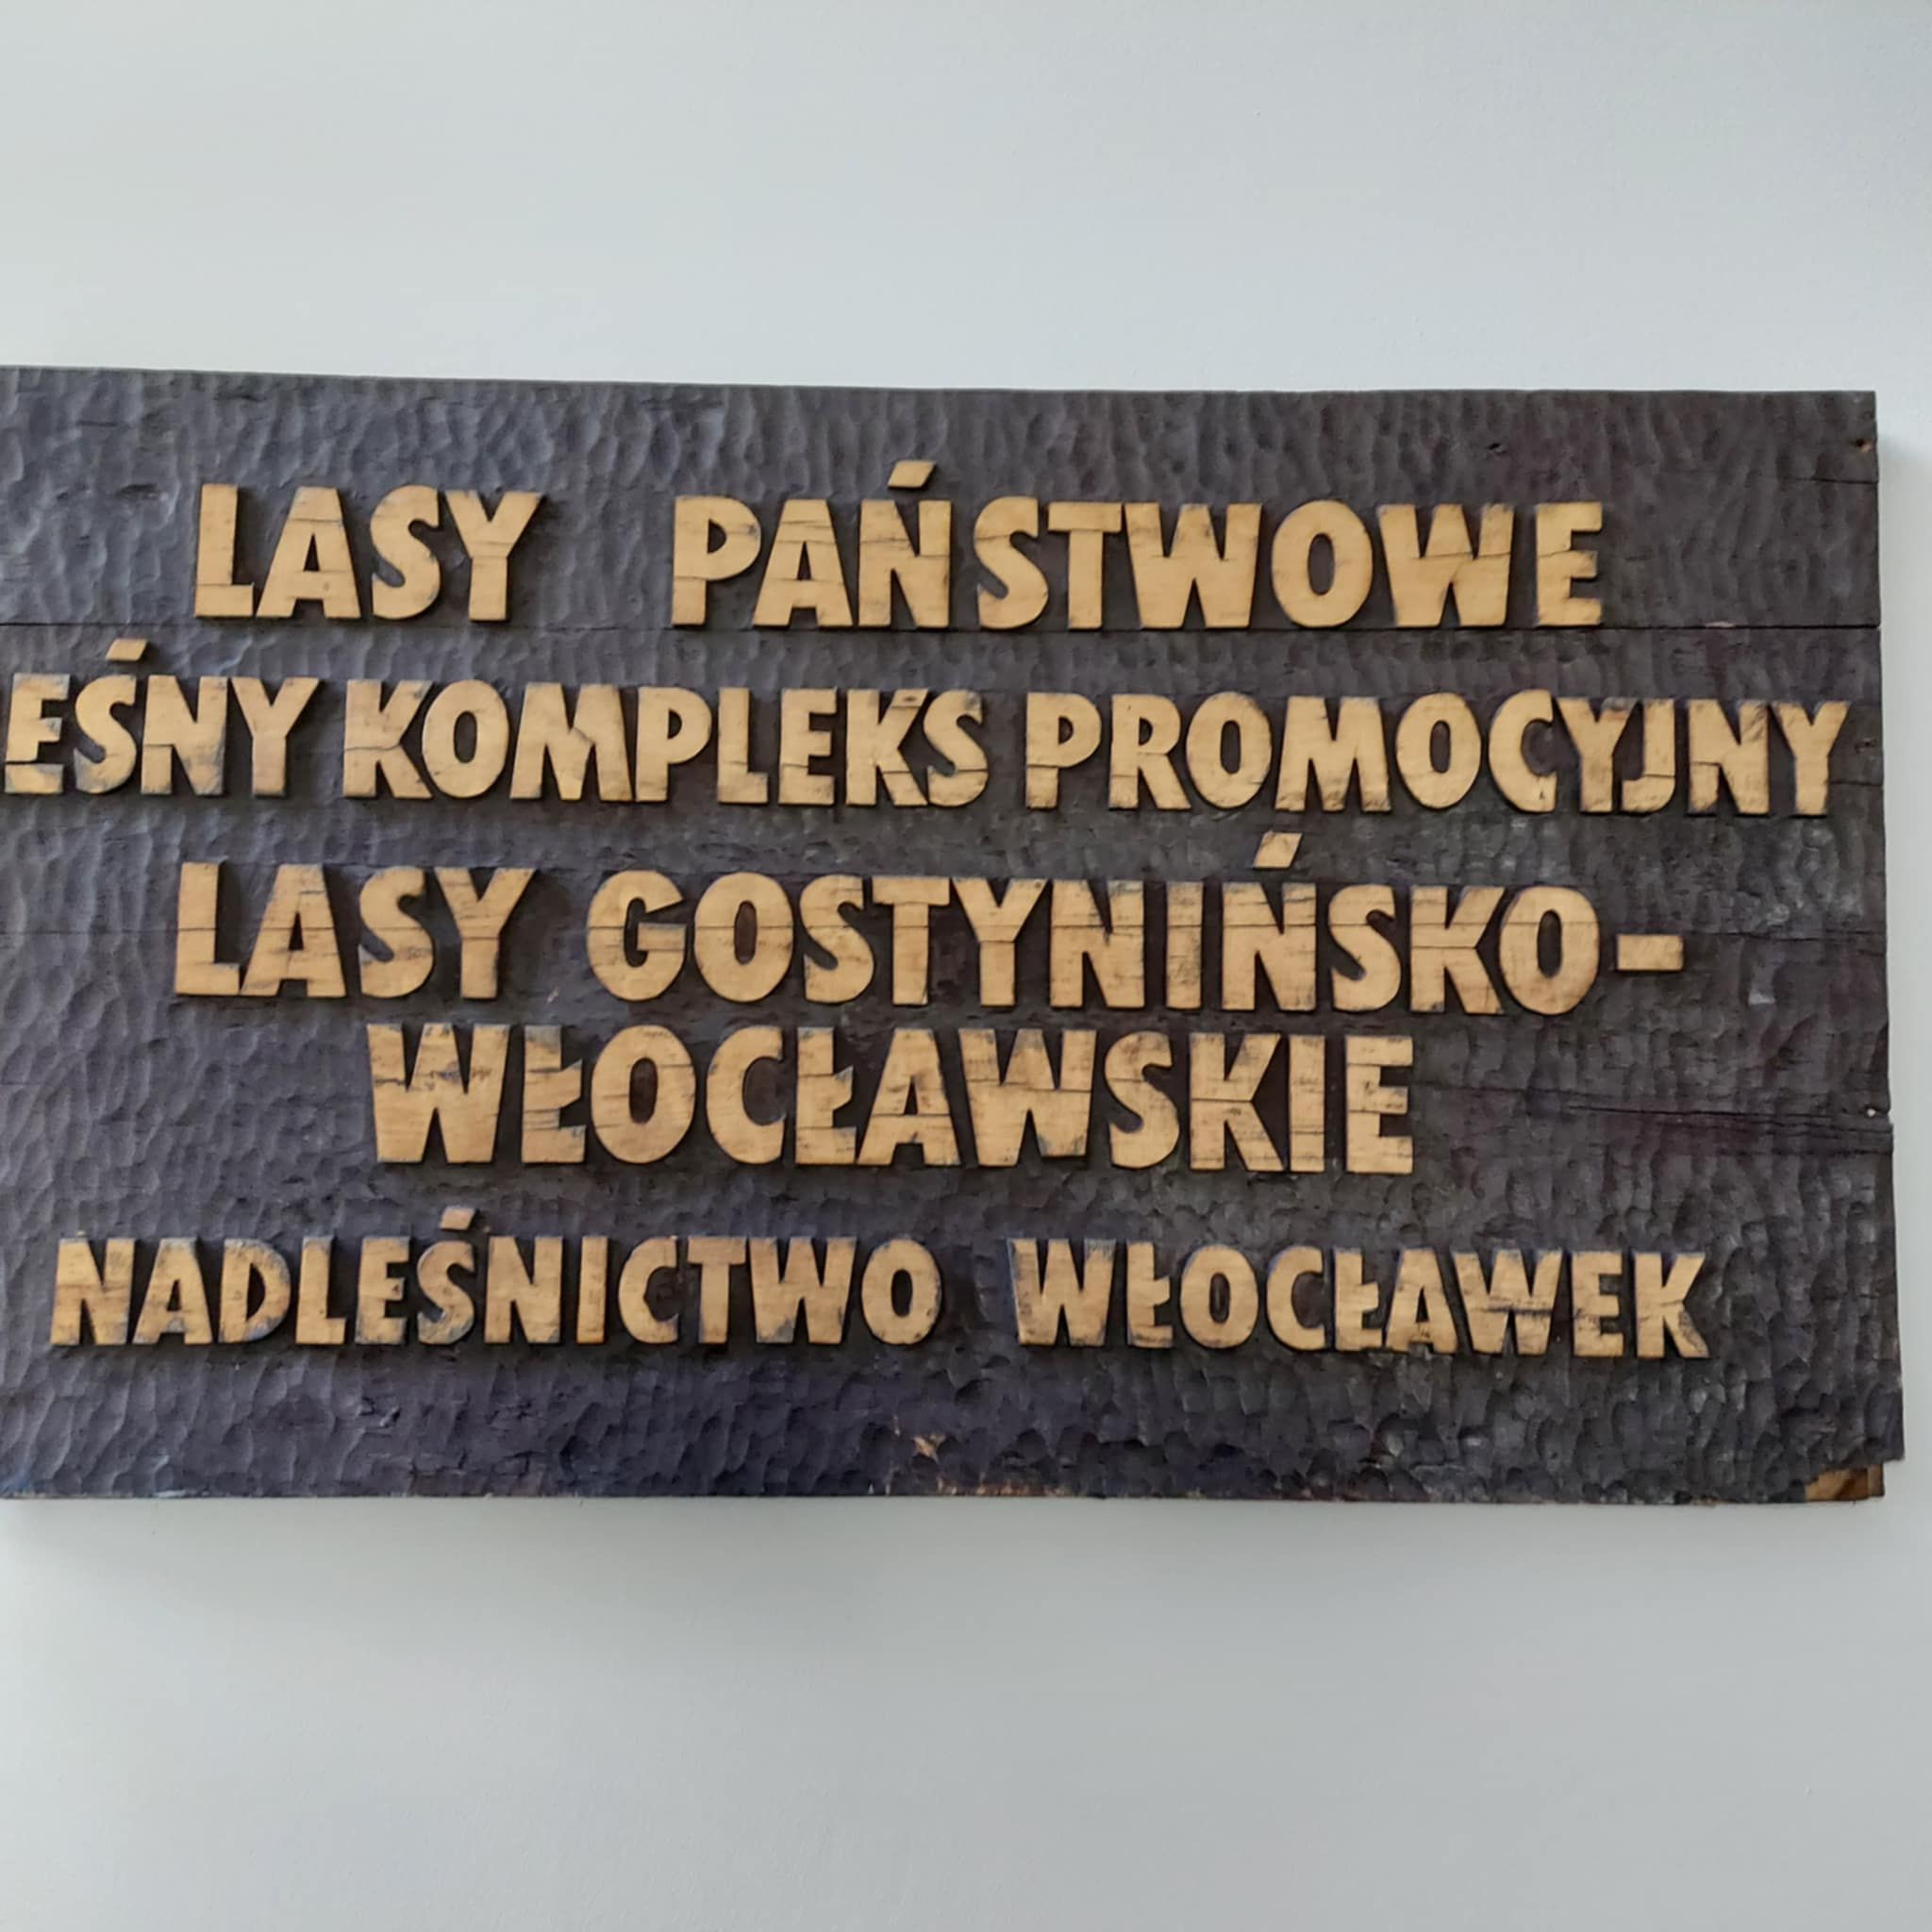 LASY PAŃSTWOWE
EŚNY KOMPLEKS PROMOCYJNY
LASY GOSTYNIŃSKO-
WŁOCŁAWSKIE
NADLEŚNICTWO WŁOCŁAWEK